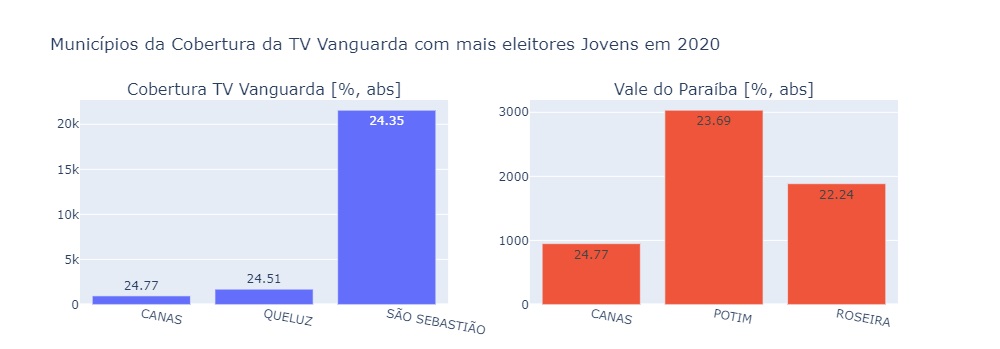 Municípios da Cobertura da TV Vanguarda com mais eleitores Jovens em 2020
Cobertura TV Vanguarda [%, abs]
20k
15k
10k
5k
0
24.77
24.51
24.35
CANAS
QUELUZ
SÃO SEBASTIÃO
Vale do Paraíba [%, abs]
3000
2000
1000
0
24.77
23.69
22.24
CANAS
POTIM
ROSEIRA